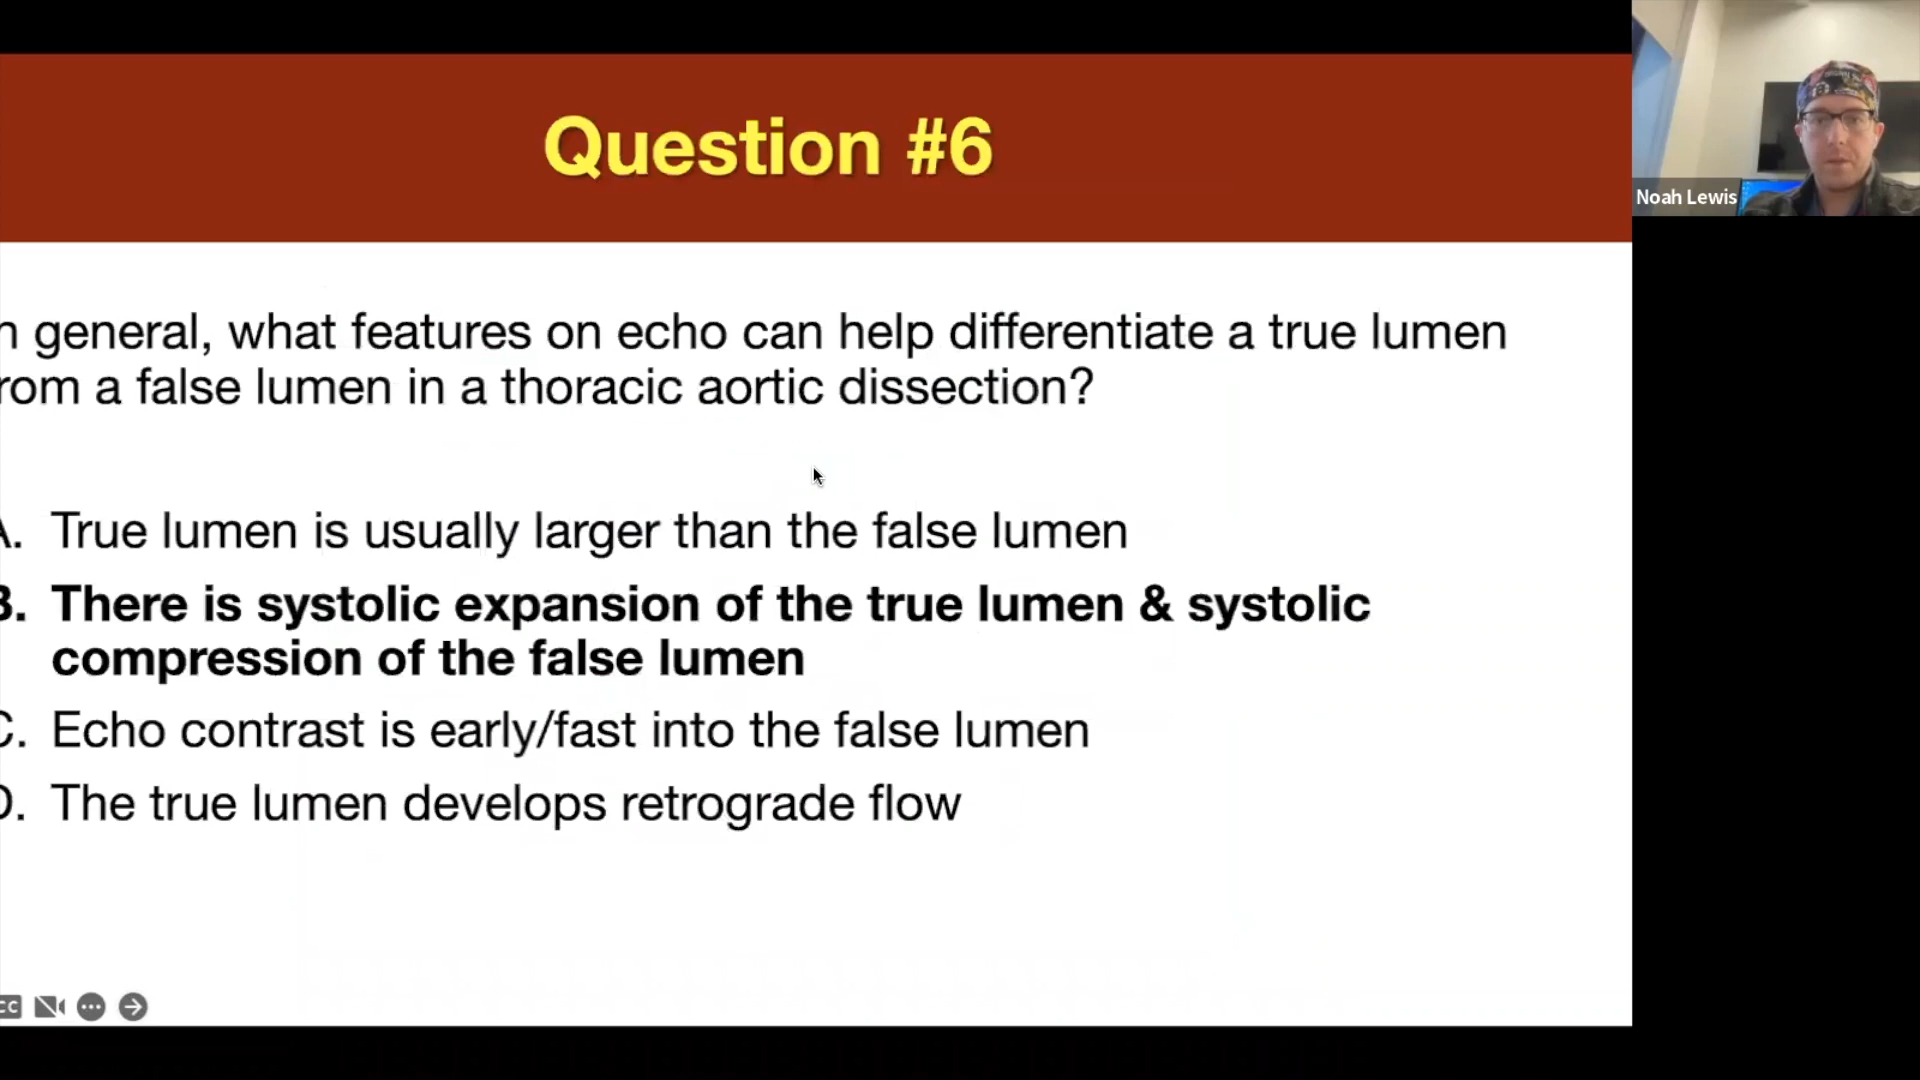 Question #6
Noah Lewis
n general, what features on echo can help differentiate a true lumen
rom a false lumen in a thoracic aortic dissection?
A. True lumen is usually larger than the false lumen
B. There is systolic expansion of the true lumen & systolic
compression of the false lumen
C. Echo contrast is early/fast into the false lumen
D. The true lumen develops retrograde flow
CC